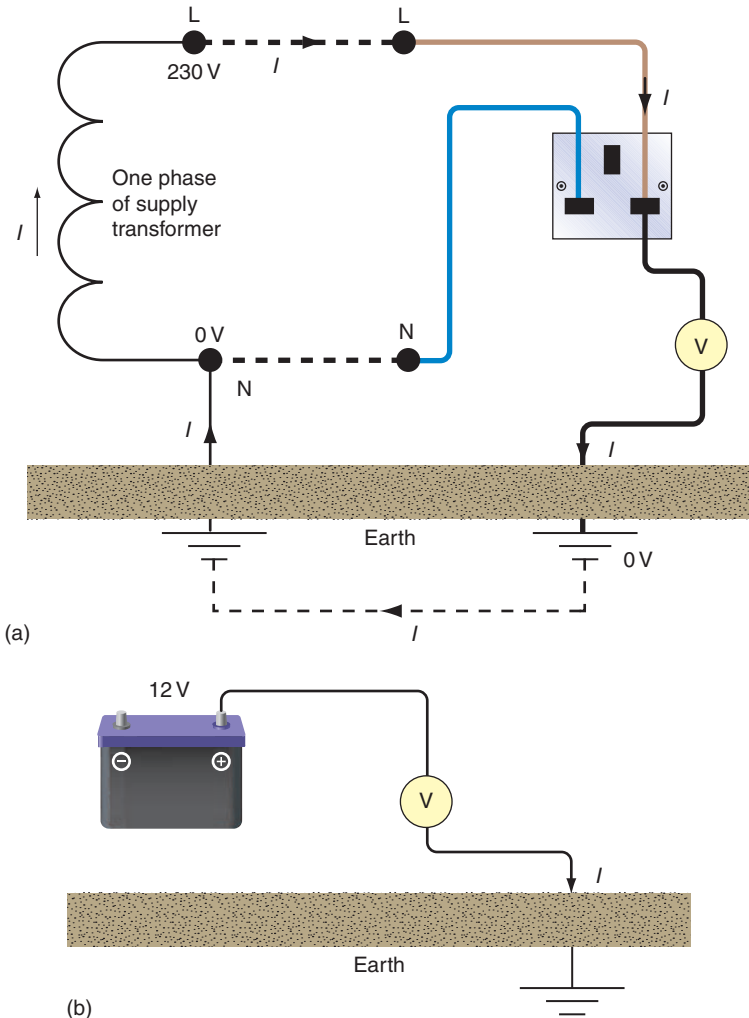 L
L
230 V
I
I
One phase
of supply
transformer
I
0 V
N
N
V
I
I
Earth
0 V
I
(a)
12 V
−
+
V
I
Earth
(b)